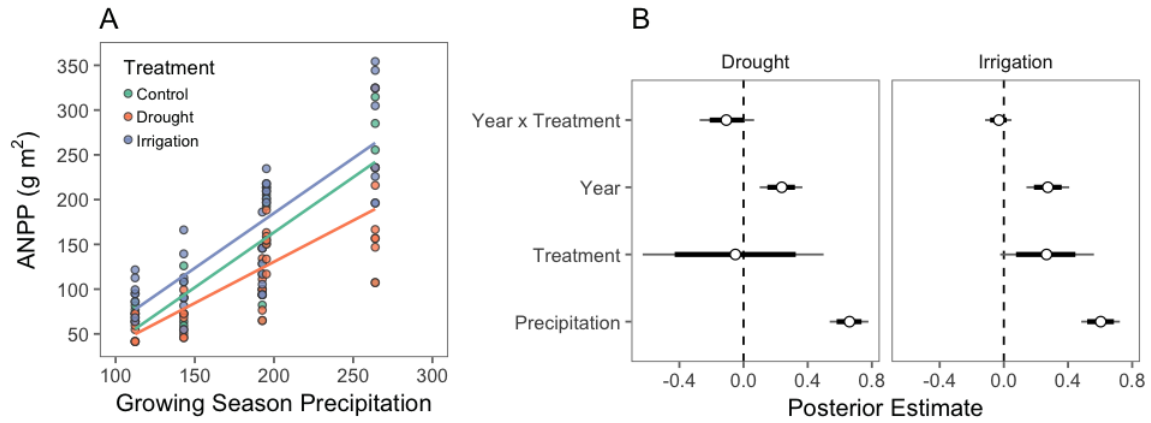 A
ANPP (g m²)
350
300
250
200
150
100
50
Treatment
Control
Drought
Irrigation
100
150
200
250
300
Growing Season Precipitation
B
Drought
Irrigation
Year x Treatment
Year
Treatment
Precipitation
-0.4
0.0
0.4
0.8
-0.4
0.0
0.4
0.8
Posterior Estimate